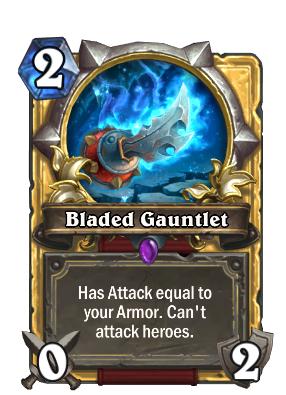 2
Bladed Gauntlet
Has Attack equal to
your Armor. Can't
attack heroes.
0
2